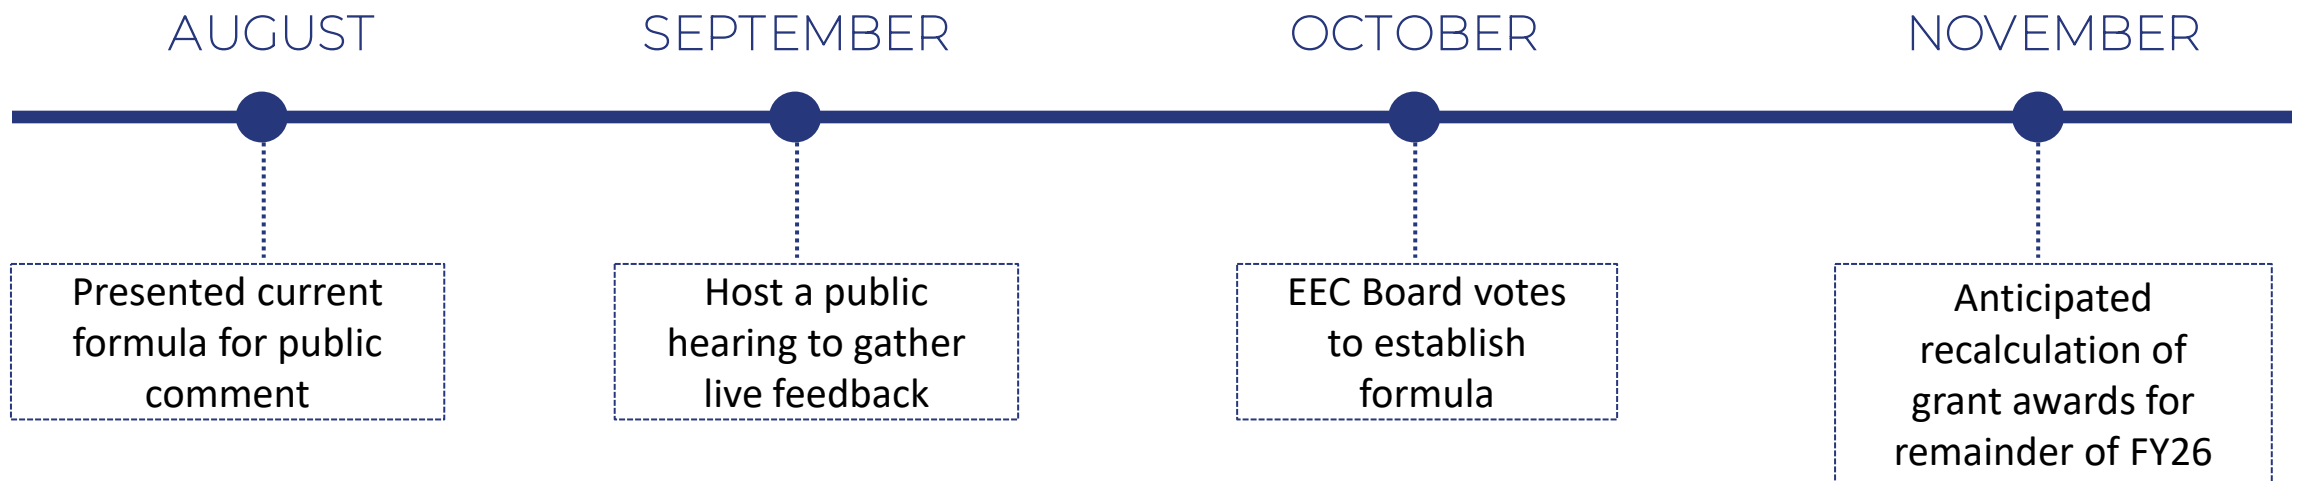 AUGUST
SEPTEMBER
OCTOBER
NOVEMBER
Presented current
formula for public
comment
Host a public
hearing to gather
live feedback
EEC Board votes
to establish
formula
Anticipated
recalculation of
grant awards for
remainder of FY26